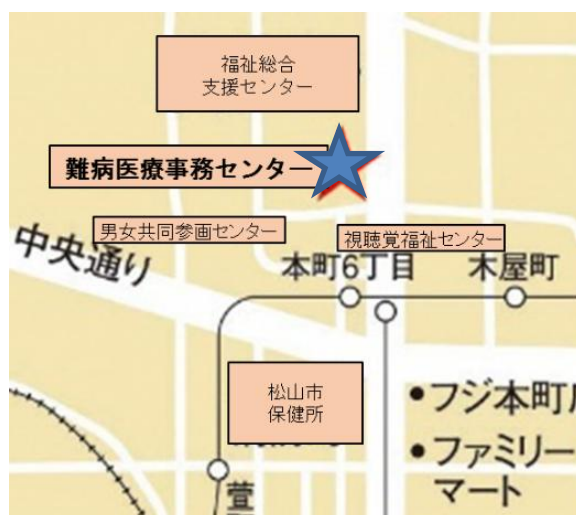 福祉総合
支援センター
難病医療事務センター
男女共同参画センター
視聴覚福祉センター
中央通り
本町6丁目
木屋町
松山市
保健所
●フジ本町
●ファミリー
マート
萱